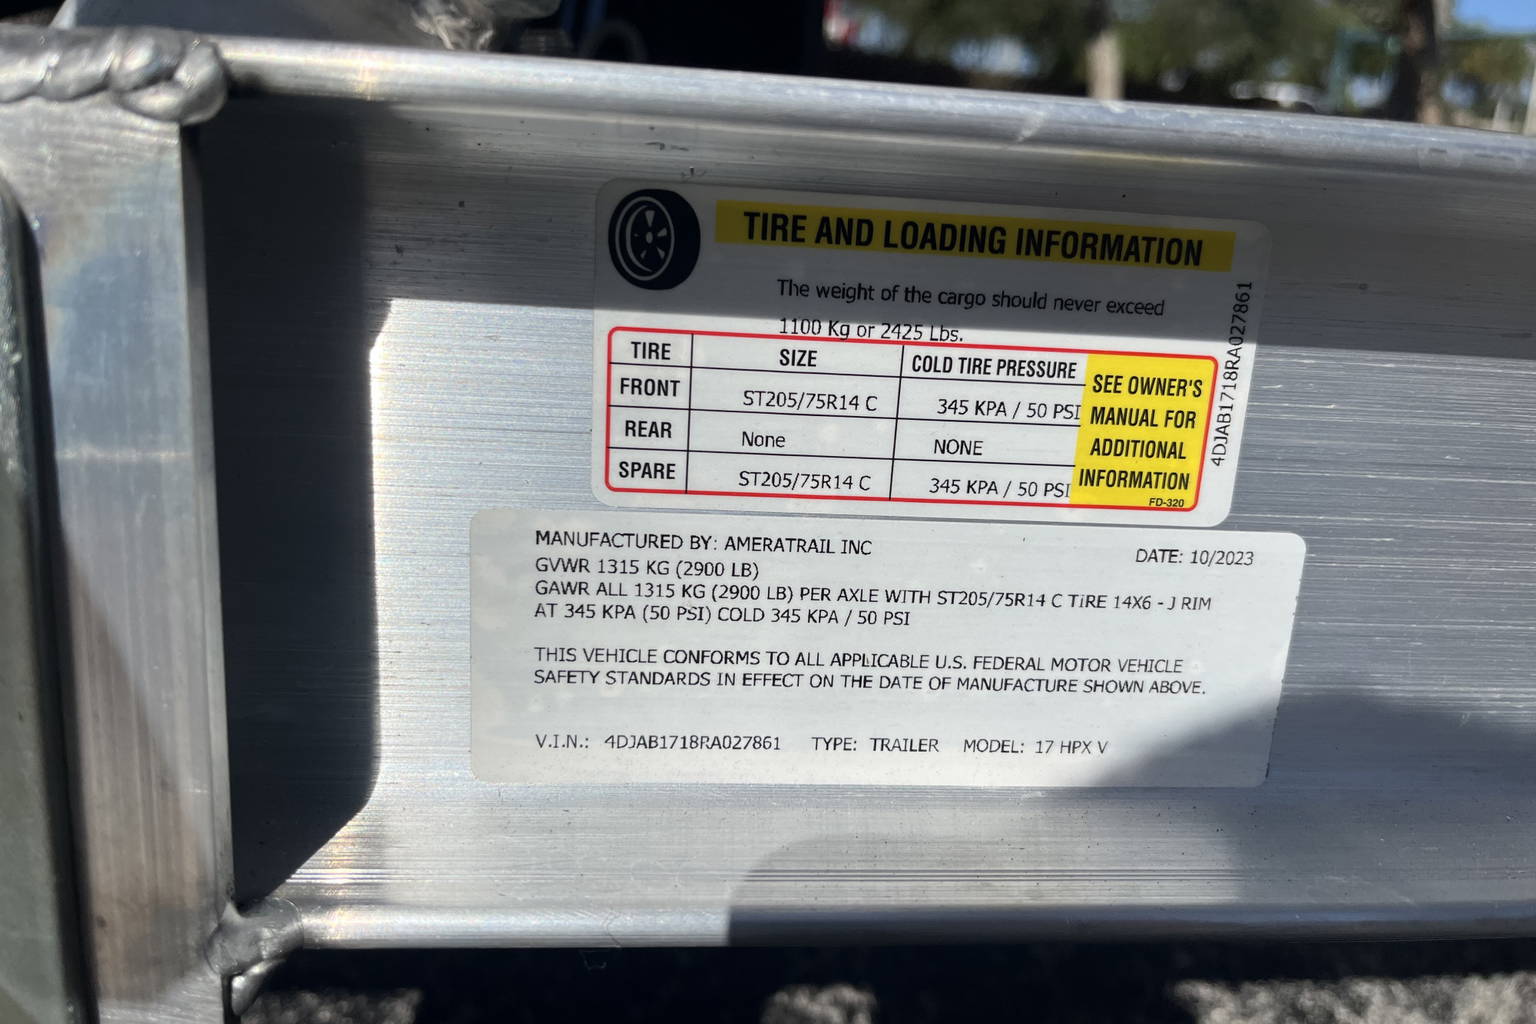 TIRE AND LOADING INFORMATION
The weight of the cargo should never exceed
1100 Kg or 2425 Lbs.
TIRE SIZE COLD TIRE PRESSURE
FRONT ST205/75R14 C 345 KPA / 50 PSI
REAR None NONE
SPARE ST205/75R14 C 345 KPA / 50 PSI
SEE OWNER'S
MANUAL FOR
ADDITIONAL
INFORMATION
FD-320
4DJAB1718RA027861
MANUFACTURED BY: AMERATRAIL INC DATE: 10/2023
GVWR 1315 KG (2900 LB)
GAWR ALL 1315 KG (2900 LB) PER AXLE WITH ST205/75R14 C TIRE 14X6 - J RIM
AT 345 KPA (50 PSI) COLD 345 KPA / 50 PSI
THIS VEHICLE CONFORMS TO ALL APPLICABLE U.S. FEDERAL MOTOR VEHICLE
SAFETY STANDARDS IN EFFECT ON THE DATE OF MANUFACTURE SHOWN ABOVE.
V.I.N.: 4DJAB1718RA027861 TYPE: TRAILER MODEL: 17 HPX V